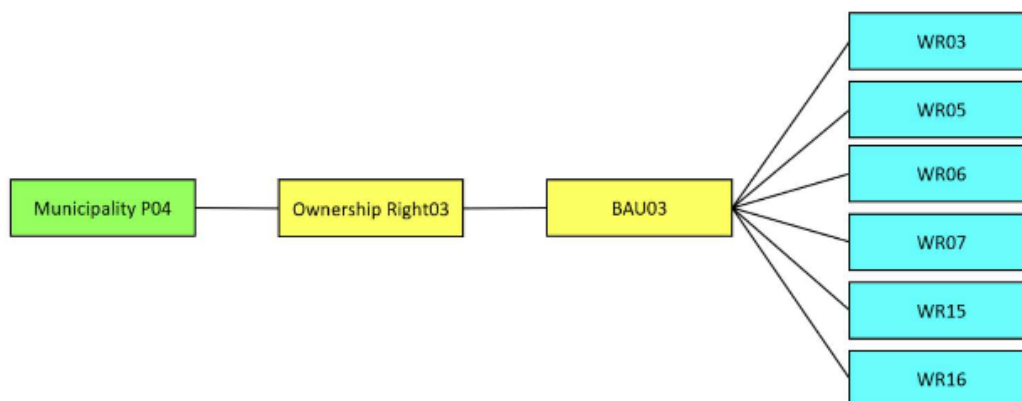 Municipality P04
Ownership Right03
BAU03
WR03
WR05
WR06
WR07
WR15
WR16